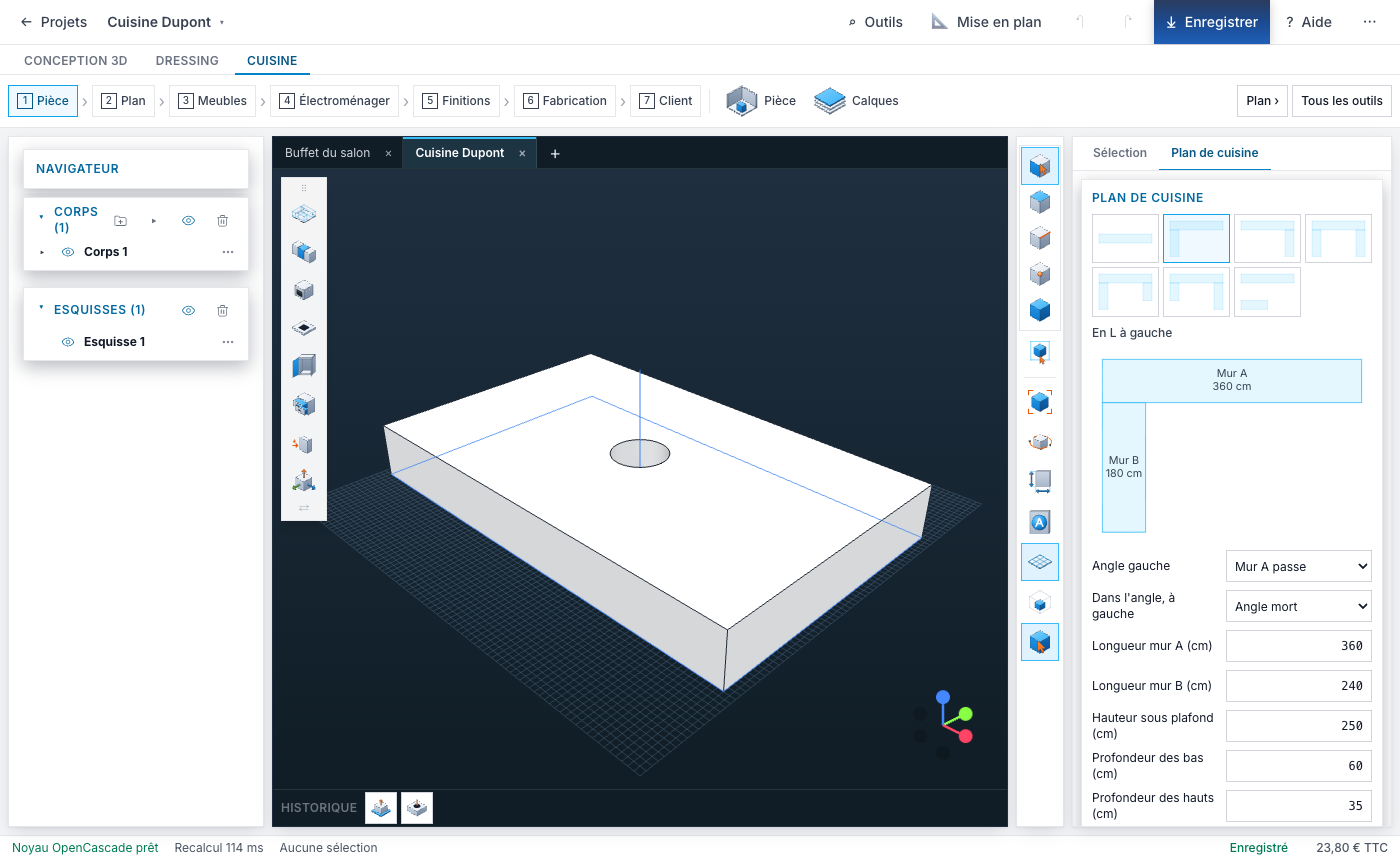 ← Projets
Cuisine Dupont
Outils
Mise en plan
Enregistrer
? Aide
CONCEPTION 3D
DRESSING
CUISINE
1 Pièce
2 Plan
3 Meubles
4 Électroménager
5 Finitions
6 Fabrication
7 Client
Pièce
Calques
Plan ›
Tous les outils
NAVIGATEUR
CORPS
(1)
Corps 1
ESQUISSES (1)
Esquisse 1
Buffet du salon ×
Cuisine Dupont ×
+
HISTORIQUE
A
Sélection
Plan de cuisine
PLAN DE CUISINE
En L à gauche
Mur A
360 cm
Mur B
180 cm
Angle gauche
Mur A passe
Dans l'angle, à
gauche
Angle mort
Longueur mur A (cm)
360
Longueur mur B (cm)
240
Hauteur sous plafond
(cm)
250
Profondeur des bas
(cm)
60
Profondeur des hauts
(cm)
35
Noyau OpenCascade prêt
Recalcul 114 ms
Aucune sélection
Enregistré
23,80 € TTC